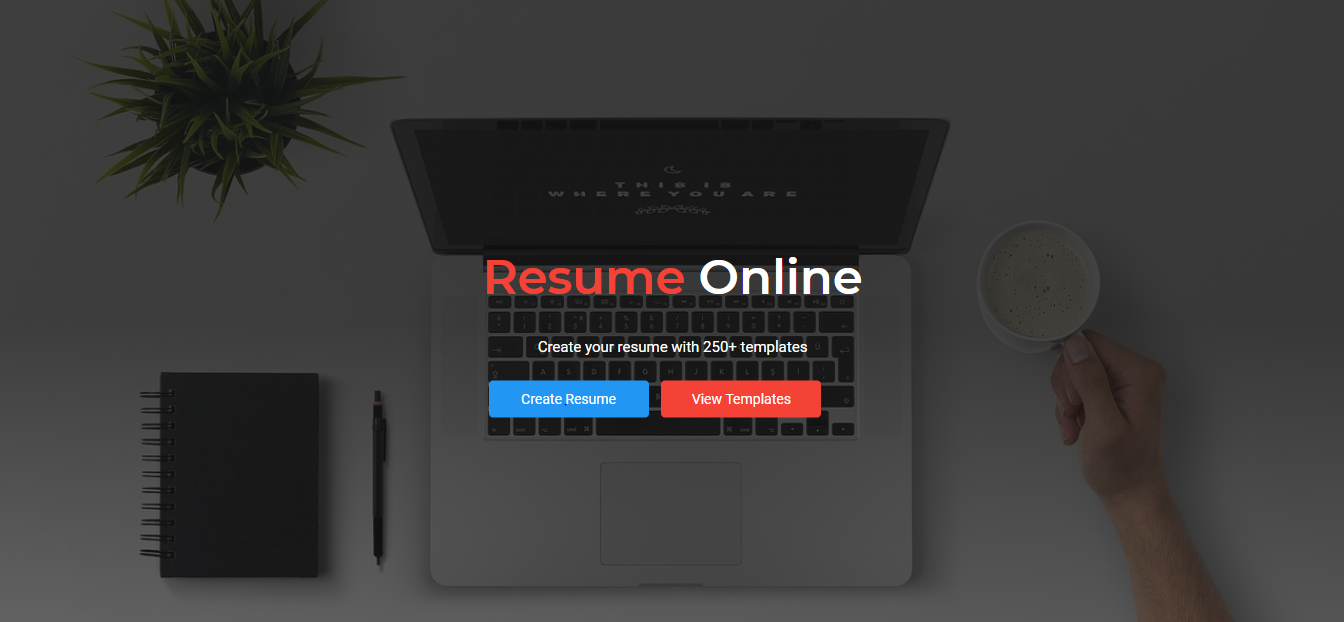 THIS IS
WHERE YOU ARE
Resume Online
Create your resume with 250+ templates
Create Resume View Templates